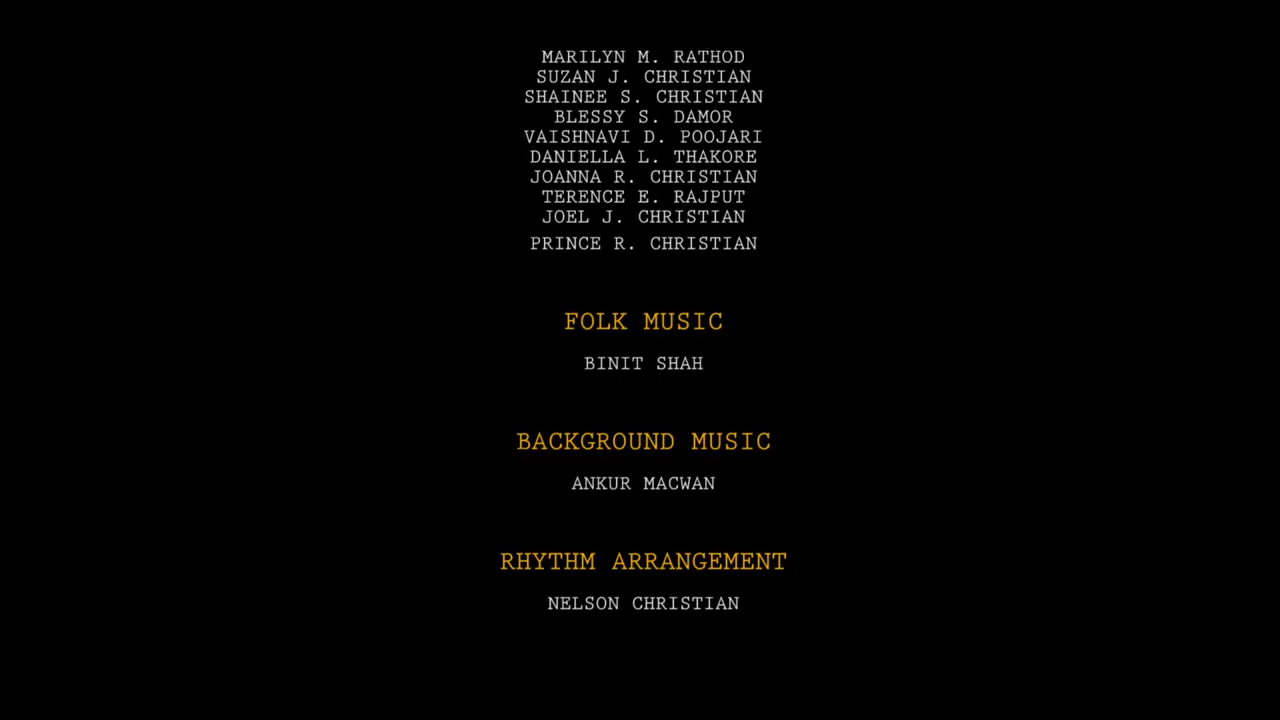 MARILYN M. RATHOD
SUZAN J. CHRISTIAN
SHAINEE S. CHRISTIAN
BLESSY S. DAMOR
VAISHNAVI D. POOJARI
DANIELLA L. THAKORE
JOANNA R. CHRISTIAN
TERENCE E. RAJPUT
JOEL J. CHRISTIAN
PRINCE R. CHRISTIAN
FOLK MUSIC
BINIT SHAH
BACKGROUND MUSIC
ANKUR MACWAN
RHYTHM ARRANGEMENT
NELSON CHRISTIAN